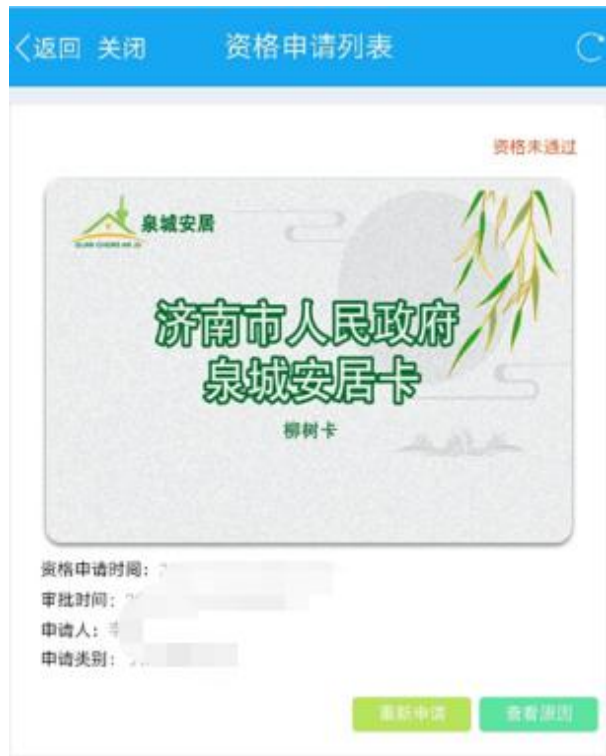 返回 关闭 资格申请列表
资格未通过
泉城安居
济南市人民政府
泉城安居卡
柳树卡
资格申请时间:
审批时间:
申请人:
申请类别:
重新申请 查看原因